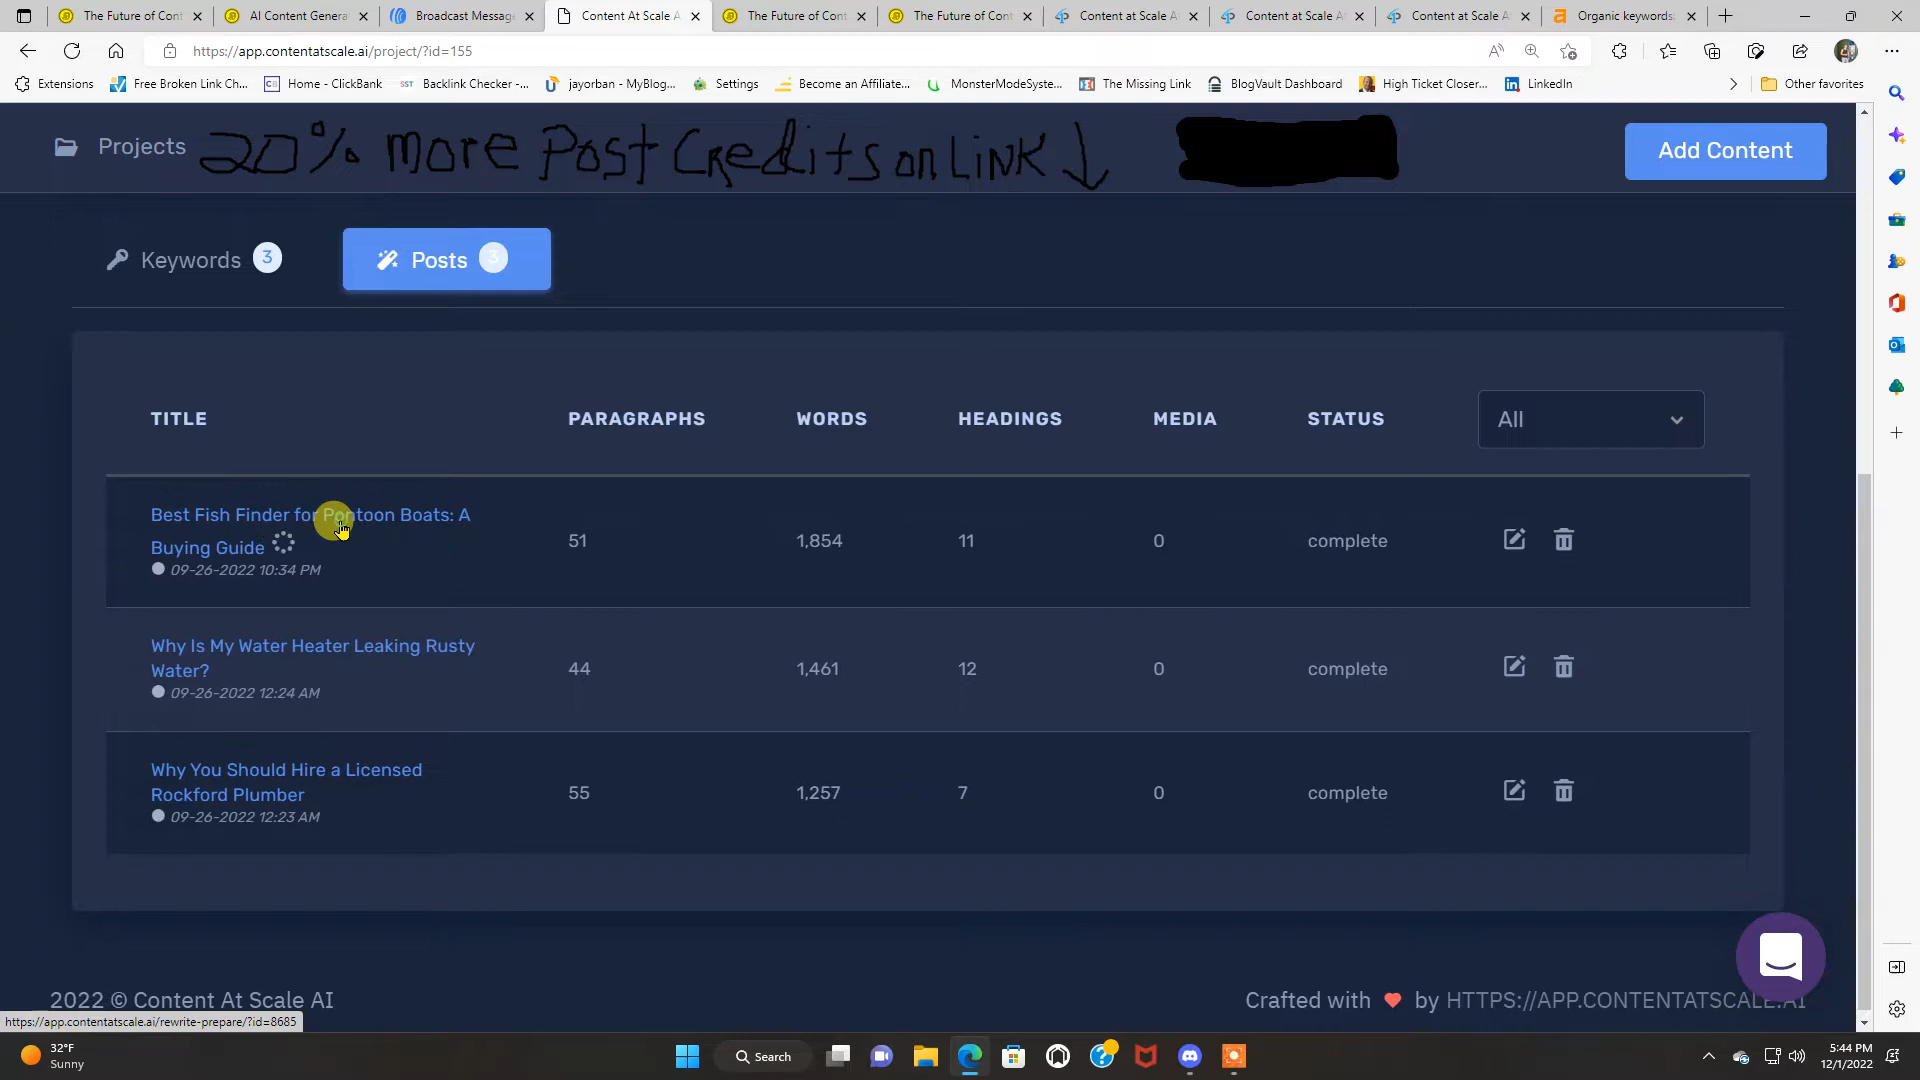 The Future of Cont
AI Content Genera
Broadcast Messag
Content At Scale A
The Future of Cont
The Future of Cont
Content at Scale A
Content at Scale A
Content at Scale A
Organic keywords:
https://app.contentatscale.ai/project/?id=155
Extensions
Free Broken Link Ch...
Home - ClickBank
SST Backlink Checker -...
jayorban - MyBlog...
Settings
Become an Affiliate...
MonsterModeSyste...
The Missing Link
BlogVault Dashboard
High Ticket Closer...
LinkedIn
Other favorites
Projects
20% more Post Credits on Link ↓
Add Content
Keywords 3
Posts 3
TITLE PARAGRAPHS WORDS HEADINGS MEDIA STATUS All
Best Fish Finder for Pontoon Boats: A
Buying Guide
09-26-2022 10:34 PM
51 1,854 11 0 complete
Why Is My Water Heater Leaking Rusty
Water?
09-26-2022 12:24 AM
44 1,461 12 0 complete
Why You Should Hire a Licensed
Rockford Plumber
09-26-2022 12:23 AM
55 1,257 7 0 complete
2022 © Content At Scale AI
Crafted with ♥ by HTTPS://APP.CONTENTATSCALE.AI
https://app.contentatscale.ai/rewrite-prepare/?id=8685
32°F
Sunny
Search
5:44 PM
12/1/2022